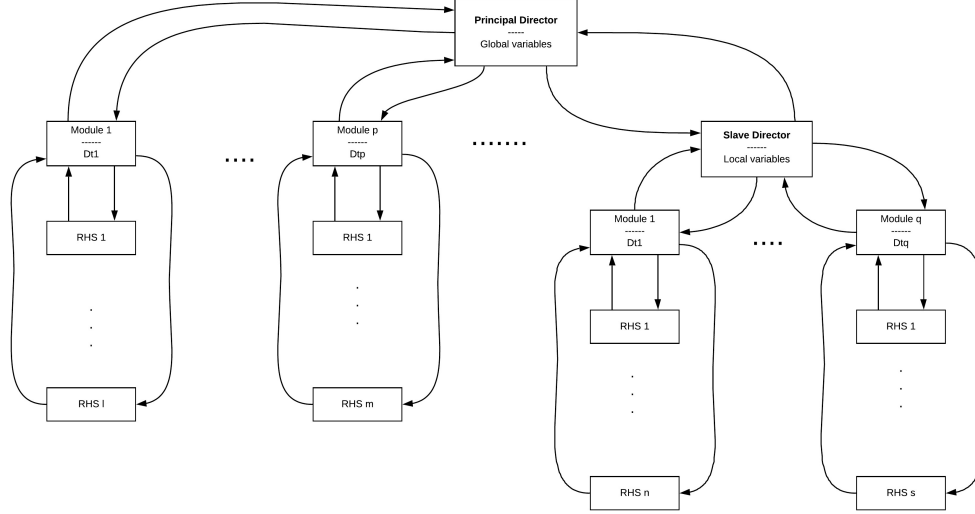 Principal Director
-----
Global variables
Module 1
------
Dt1
....
Module p
------
Dtp
.......
Slave Director
------
Local variables
RHS 1
.
.
.
RHS l
RHS 1
.
.
.
RHS m
Module 1
------
Dt1
....
Module q
------
Dtq
RHS 1
.
.
.
RHS n
RHS 1
.
.
.
RHS s